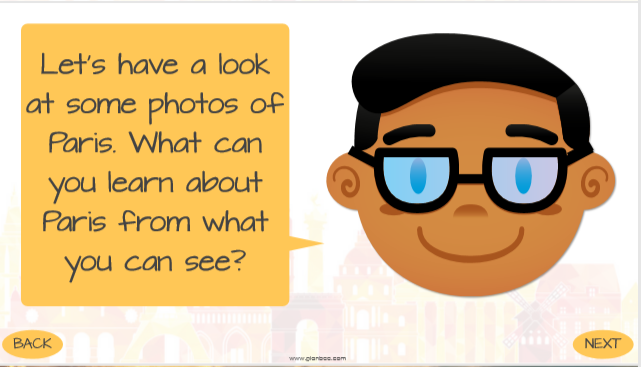 Let's have a look
at some photos of
Paris. What can
you learn about
Paris from what
you can see?
BACK
www.planbee.com
NEXT